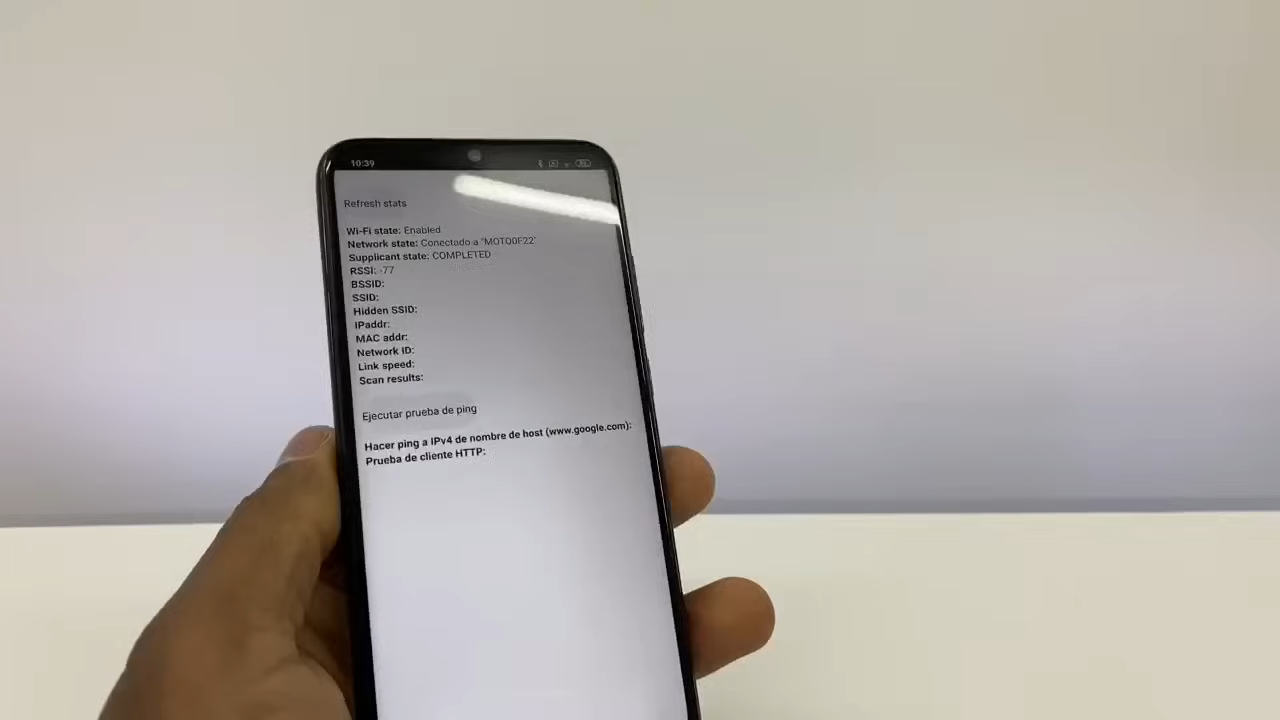 10:39
Refresh stats
Wi-Fi state: Enabled
Network state: Conectado a "MOTO0F22"
Supplicant state: COMPLETED
RSSI: -77
BSSID:
SSID:
Hidden SSID:
IPaddr:
MAC addr:
Network ID:
Link speed:
Scan results:
Ejecutar prueba de ping
Hacer ping a IPv4 de nombre de host (www.google.com):
Prueba de cliente HTTP: